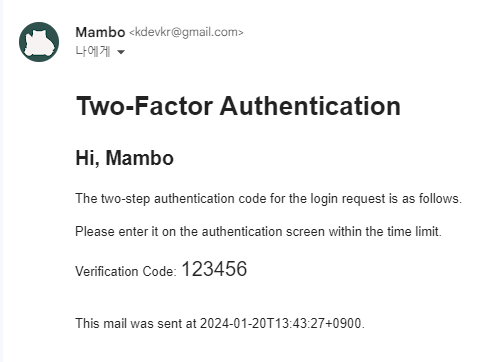 Mambo <kdevkr@gmail.com>
나에게
Two-Factor Authentication
Hi, Mambo
The two-step authentication code for the login request is as follows.
Please enter it on the authentication screen within the time limit.
Verification Code: 123456
This mail was sent at 2024-01-20T13:43:27+0900.